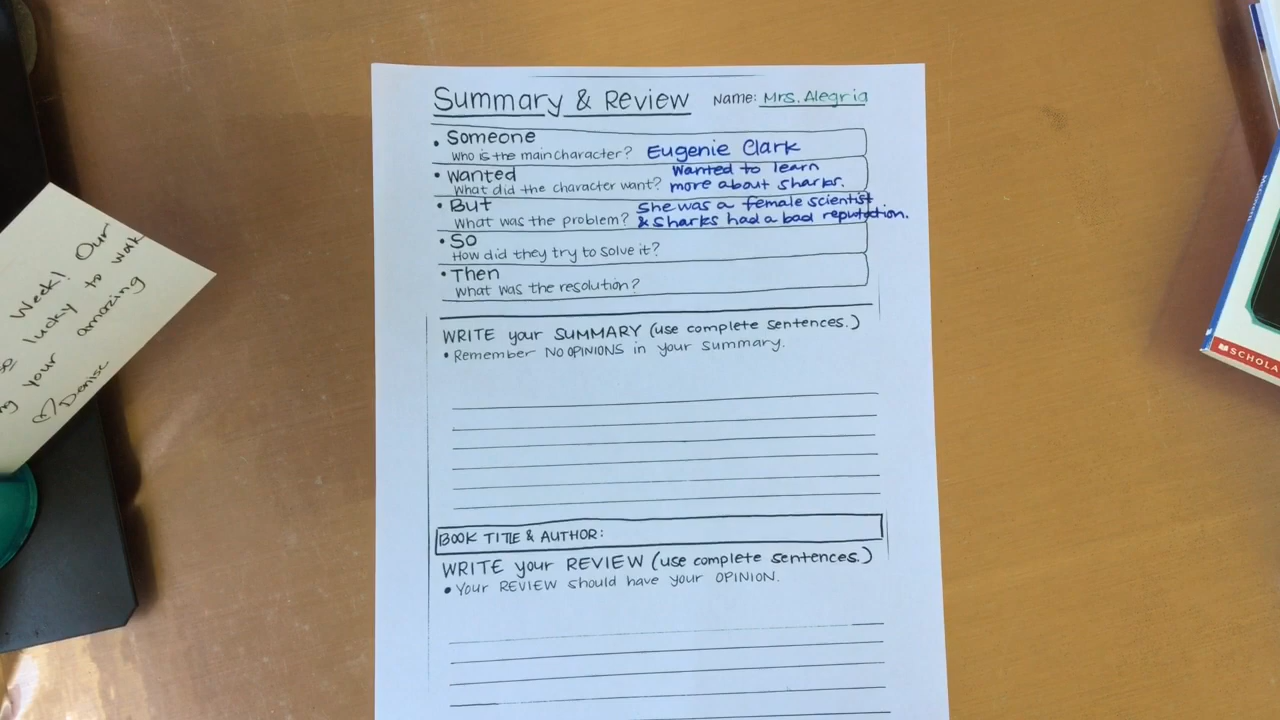 Summary & Review Name: Mrs. Alegria
• Someone
Who is the main character? Eugenie Clark
• Wanted
What did the character want? Wanted to learn
more about sharks.
• But
What was the problem? She was a female scientist
& sharks had a bad reputation.
• So
How did they try to solve it?
• Then
What was the resolution?
WRITE your SUMMARY (use complete sentences.)
• Remember NO OPINIONS in your summary.
BOOK TITLE & AUTHOR:
WRITE your REVIEW (use complete sentences.)
• Your REVIEW should have your OPINION.
Week! Our
so lucky to work
your amazing
Denise
SCHOLA